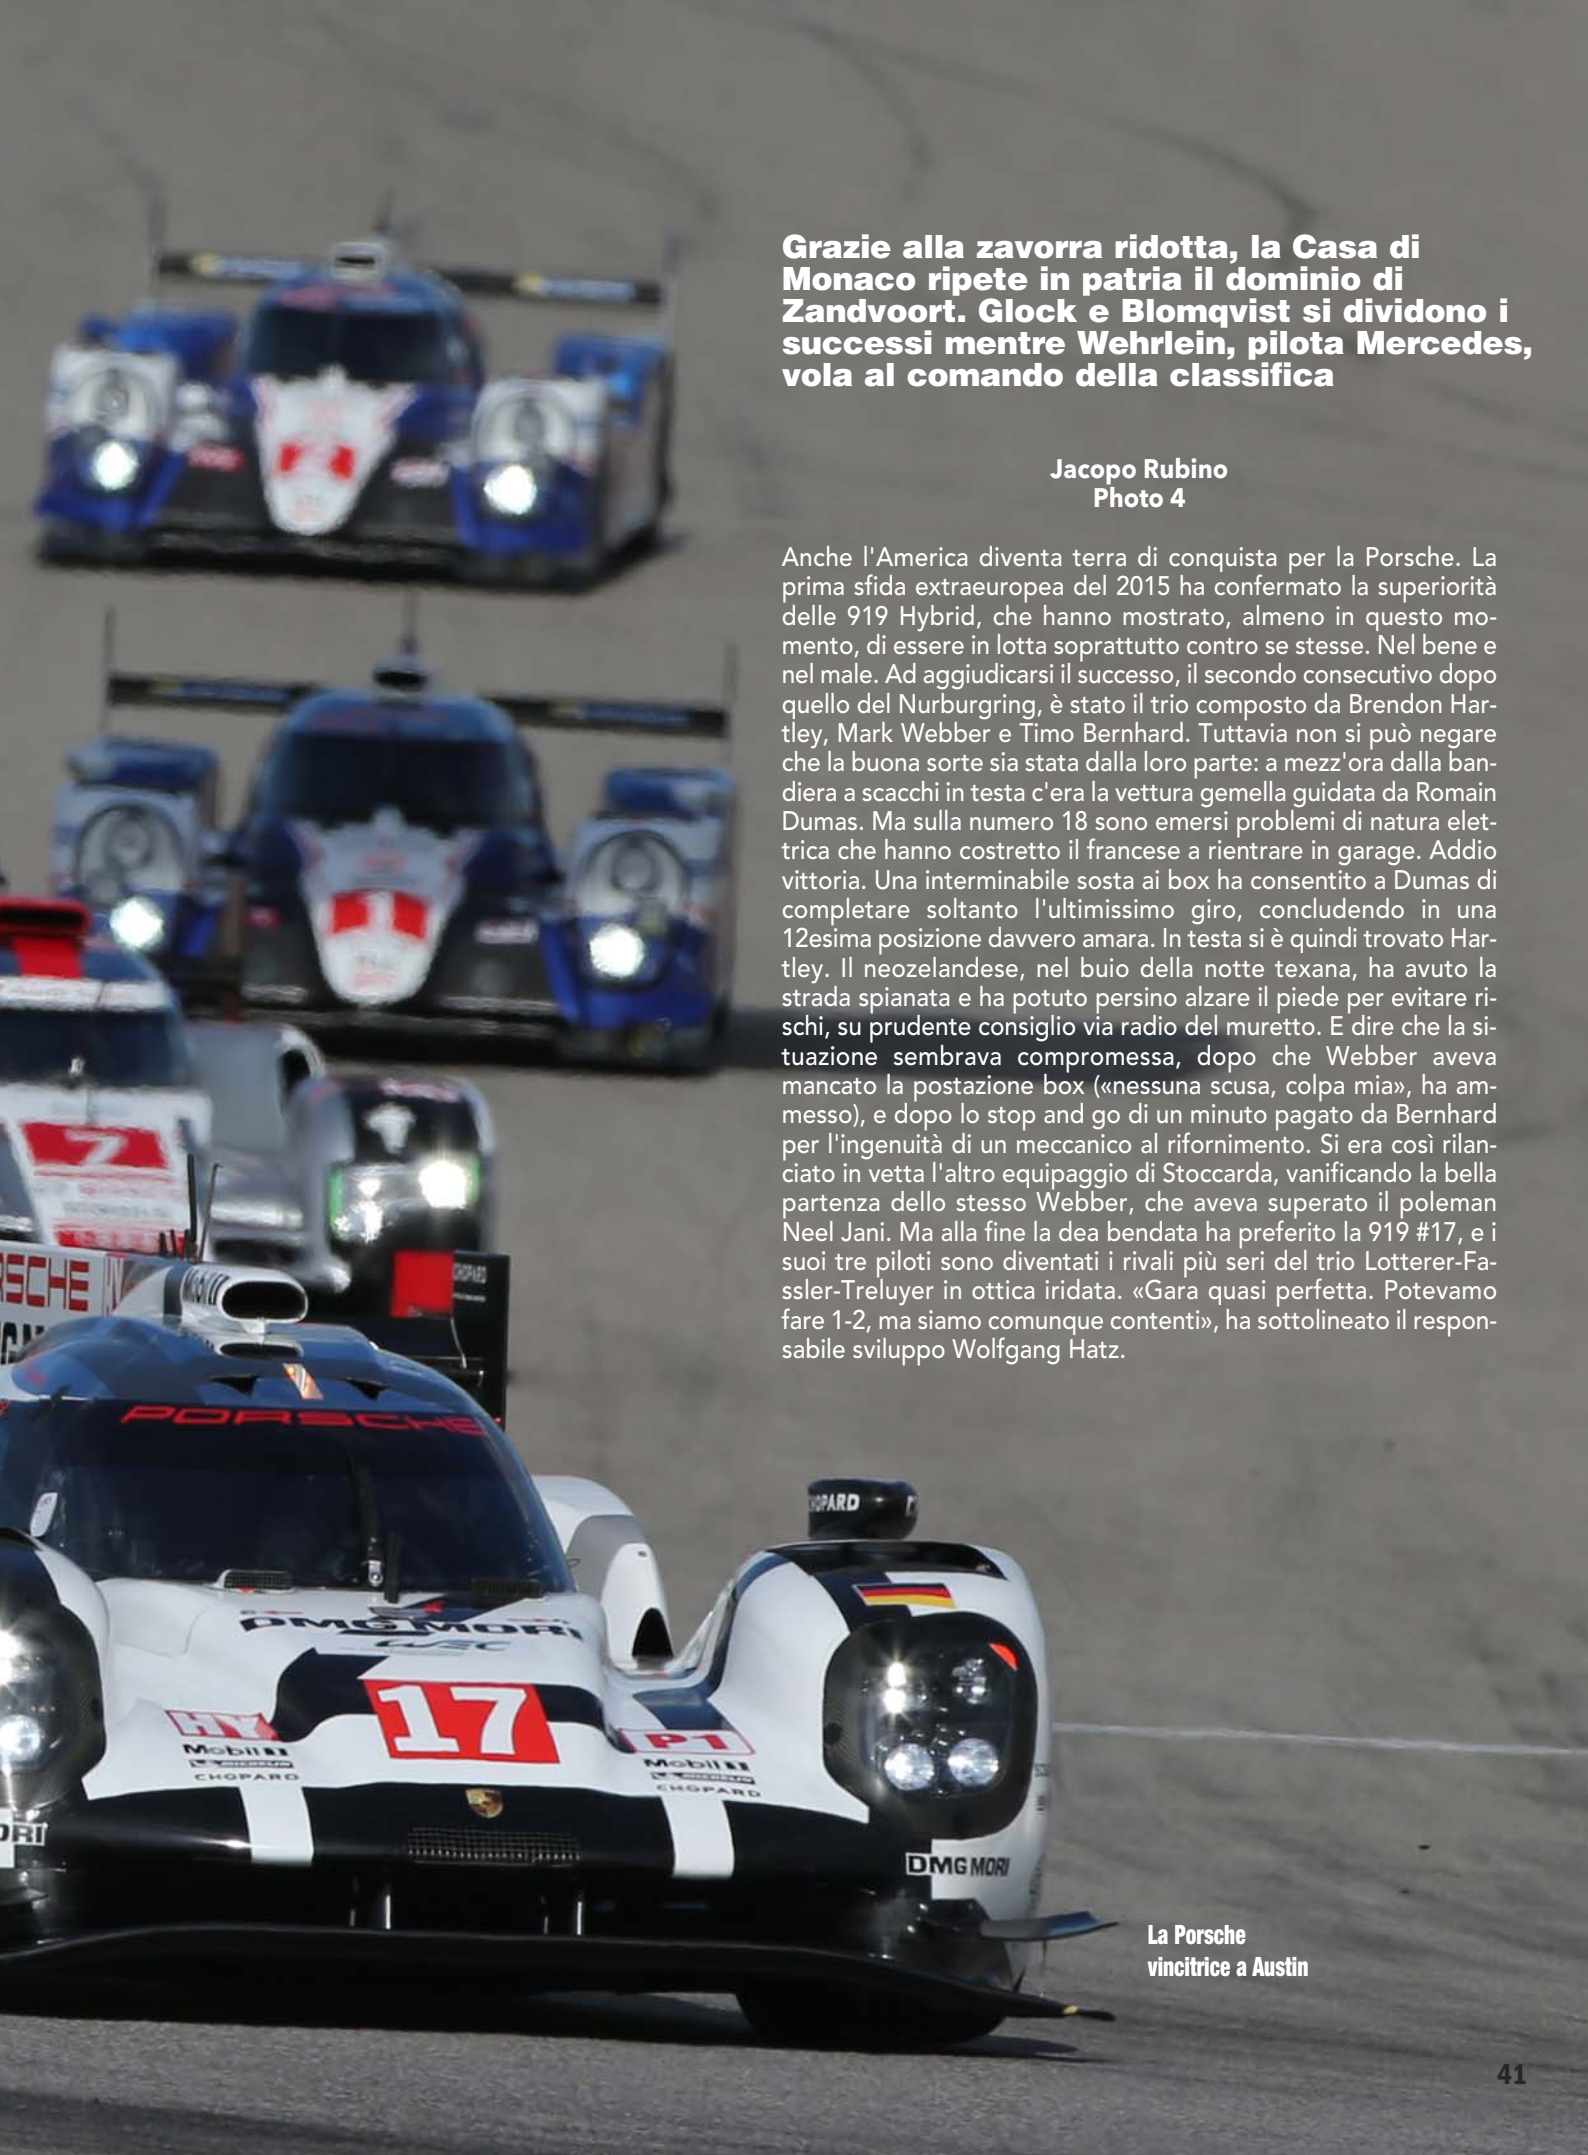 Grazie alla zavorra ridotta, la Casa di
Monaco ripete in patria il dominio di
Zandvoort. Glock e Blomqvist si dividono i
successi mentre Wehrlein, pilota Mercedes,
vola al comando della classifica
Jacopo Rubino
Photo 4
Anche l'America diventa terra di conquista per la Porsche. La
prima sfida extraeuropea del 2015 ha confermato la superiorità
delle 919 Hybrid, che hanno mostrato, almeno in questo mo-
mento, di essere in lotta soprattutto contro se stesse. Nel bene e
nel male. Ad aggiudicarsi il successo, il secondo consecutivo dopo
quello del Nurburgring, è stato il trio composto da Brendon Har-
tley, Mark Webber e Timo Bernhard. Tuttavia non si può negare
che la buona sorte sia stata dalla loro parte: a mezz'ora dalla ban-
diera a scacchi in testa c'era la vettura gemella guidata da Romain
Dumas. Ma sulla numero 18 sono emersi problemi di natura elet-
trica che hanno costretto il francese a rientrare in garage. Addio
vittoria. Una interminabile sosta ai box ha consentito a Dumas di
completare soltanto l'ultimissimo giro, concludendo in una
12esima posizione davvero amara. In testa si è quindi trovato Har-
tley. Il neozelandese, nel buio della notte texana, ha avuto la
strada spianata e ha potuto persino alzare il piede per evitare ri-
schi, su prudente consiglio via radio del muretto. E dire che la si-
tuazione sembrava compromessa, dopo che Webber aveva
mancato la postazione box («nessuna scusa, colpa mia», ha am-
messo), e dopo lo stop and go di un minuto pagato da Bernhard
per l'ingenuità di un meccanico al rifornimento. Si era così rilan-
ciato in vetta l'altro equipaggio di Stoccarda, vanificando la bella
partenza dello stesso Webber, che aveva superato il poleman
Neel Jani. Ma alla fine la dea bendata ha preferito la 919 #17, e i
suoi tre piloti sono diventati i rivali più seri del trio Lotterer-Fa-
ssler-Treluyer in ottica iridata. «Gara quasi perfetta. Potevamo
fare 1-2, ma siamo comunque contenti», ha sottolineato il respon-
sabile sviluppo Wolfgang Hatz.
2
1
7
RSCHE
Mobil
CHOPARD
PORSCHE
CHOPARD
DMG MORI
WEC
17
HY
P1
Mobil 1
MICHELIN
CHOPARD
Mobil 1
MICHELIN
CHOPARD
ORI
DMG MORI
La Porsche
vincitrice a Austin
41